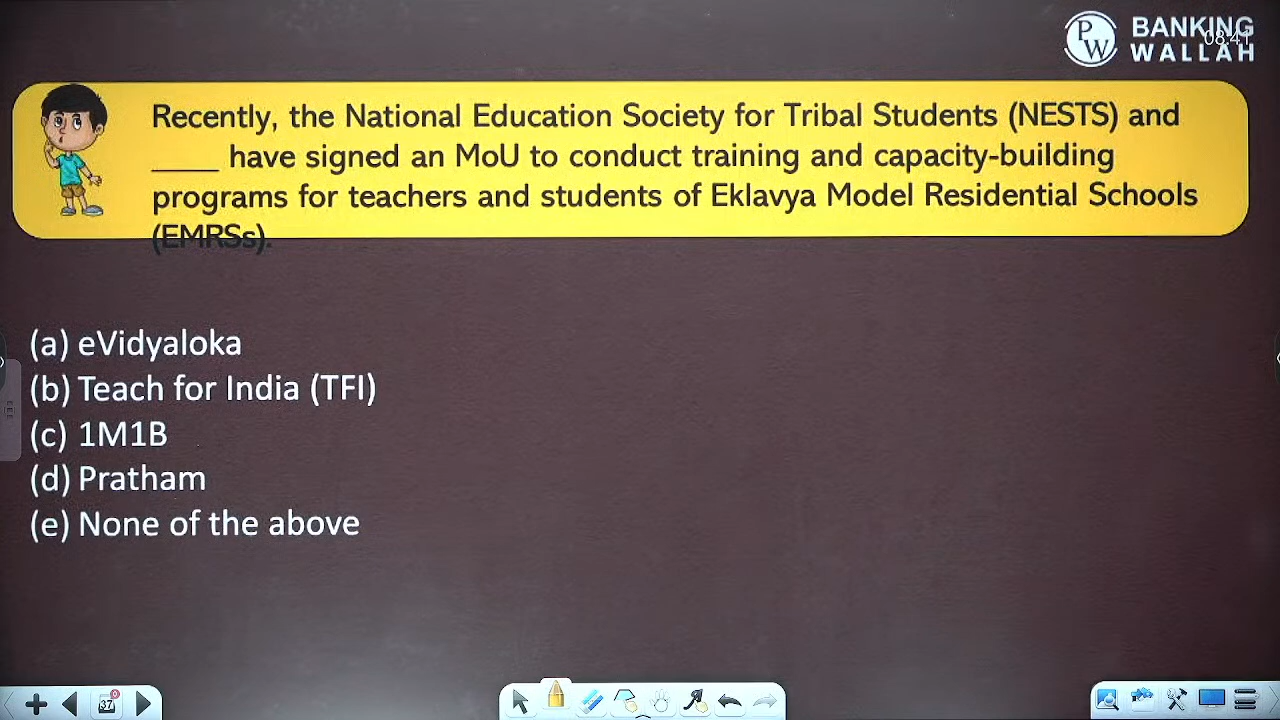 BANKING
WALLAH
08:41
Recently, the National Education Society for Tribal Students (NESTS) and
_____ have signed an MoU to conduct training and capacity-building
programs for teachers and students of Eklavya Model Residential Schools
(EMRSs).
(a) eVidyaloka
(b) Teach for India (TFI)
(c) 1M1B
(d) Pratham
(e) None of the above